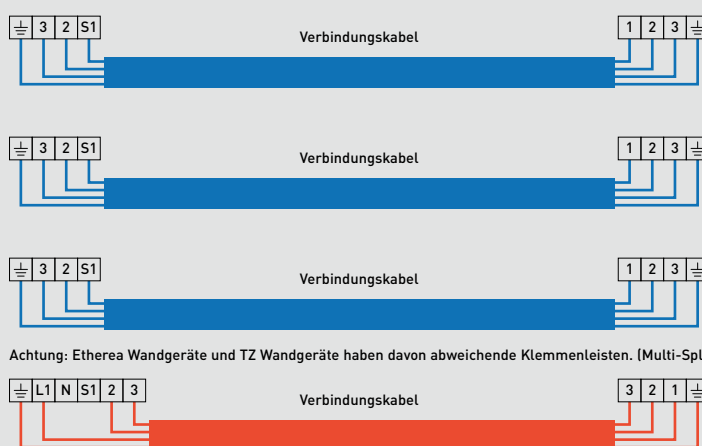 3 2 S1 Verbindungskabel 1 2 3
3 2 S1 Verbindungskabel 1 2 3
3 2 S1 Verbindungskabel 1 2 3
Achtung: Etherea Wandgeräte und TZ Wandgeräte haben davon abweichende Klemmenleisten. (Multi-Spl
L1 N S1 2 3 Verbindungskabel 3 2 1